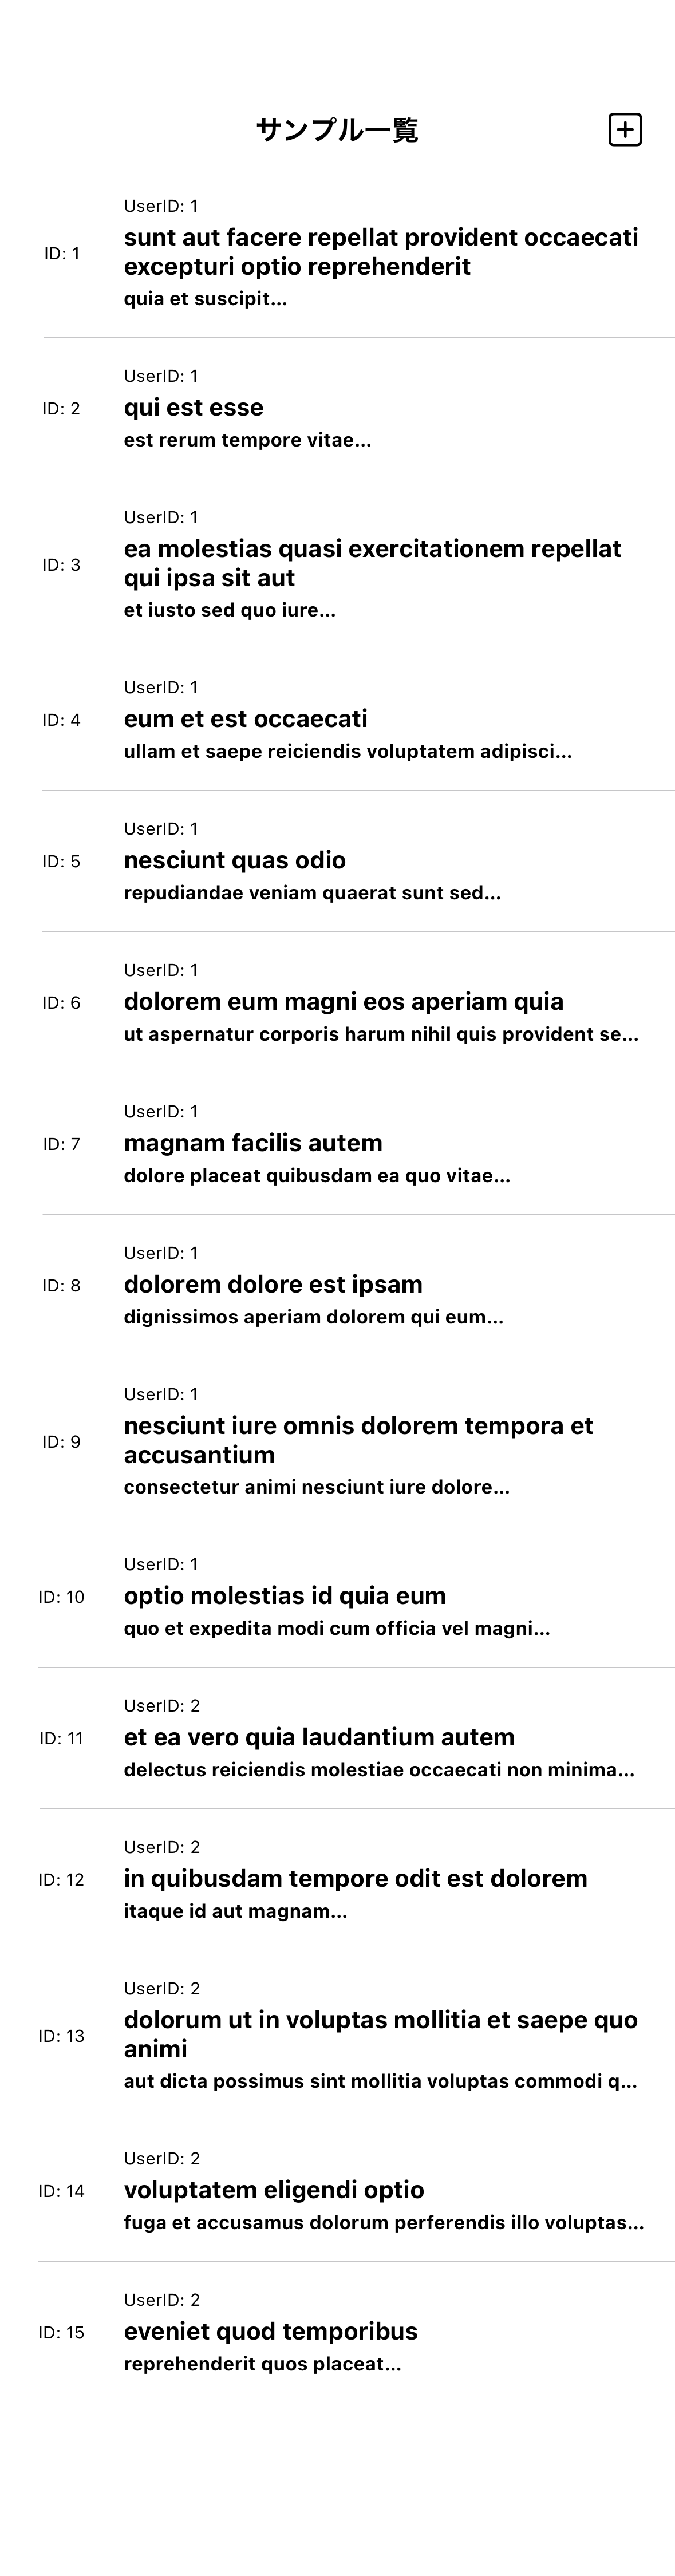 サンプル一覧
UserID: 1
ID: 1
sunt aut facere repellat provident occaecati
excepturi optio reprehenderit
quia et suscipit...
UserID: 1
ID: 2
qui est esse
est rerum tempore vitae...
UserID: 1
ID: 3
ea molestias quasi exercitationem repellat
qui ipsa sit aut
et iusto sed quo iure...
UserID: 1
ID: 4
eum et est occaecati
ullam et saepe reiciendis voluptatem adipisci...
UserID: 1
ID: 5
nesciunt quas odio
repudiandae veniam quaerat sunt sed...
UserID: 1
ID: 6
dolorem eum magni eos aperiam quia
ut aspernatur corporis harum nihil quis provident se...
UserID: 1
ID: 7
magnam facilis autem
dolore placeat quibusdam ea quo vitae...
UserID: 1
ID: 8
dolorem dolore est ipsam
dignissimos aperiam dolorem qui eum...
UserID: 1
ID: 9
nesciunt iure omnis dolorem tempora et
accusantium
consectetur animi nesciunt iure dolore...
UserID: 1
ID: 10
optio molestias id quia eum
quo et expedita modi cum officia vel magni...
UserID: 2
ID: 11
et ea vero quia laudantium autem
delectus reiciendis molestiae occaecati non minima...
UserID: 2
ID: 12
in quibusdam tempore odit est dolorem
itaque id aut magnam...
UserID: 2
ID: 13
dolorum ut in voluptas mollitia et saepe quo
animi
aut dicta possimus sint mollitia voluptas commodi q...
UserID: 2
ID: 14
voluptatem eligendi optio
fuga et accusamus dolorum perferendis illo voluptas...
UserID: 2
ID: 15
eveniet quod temporibus
reprehenderit quos placeat...